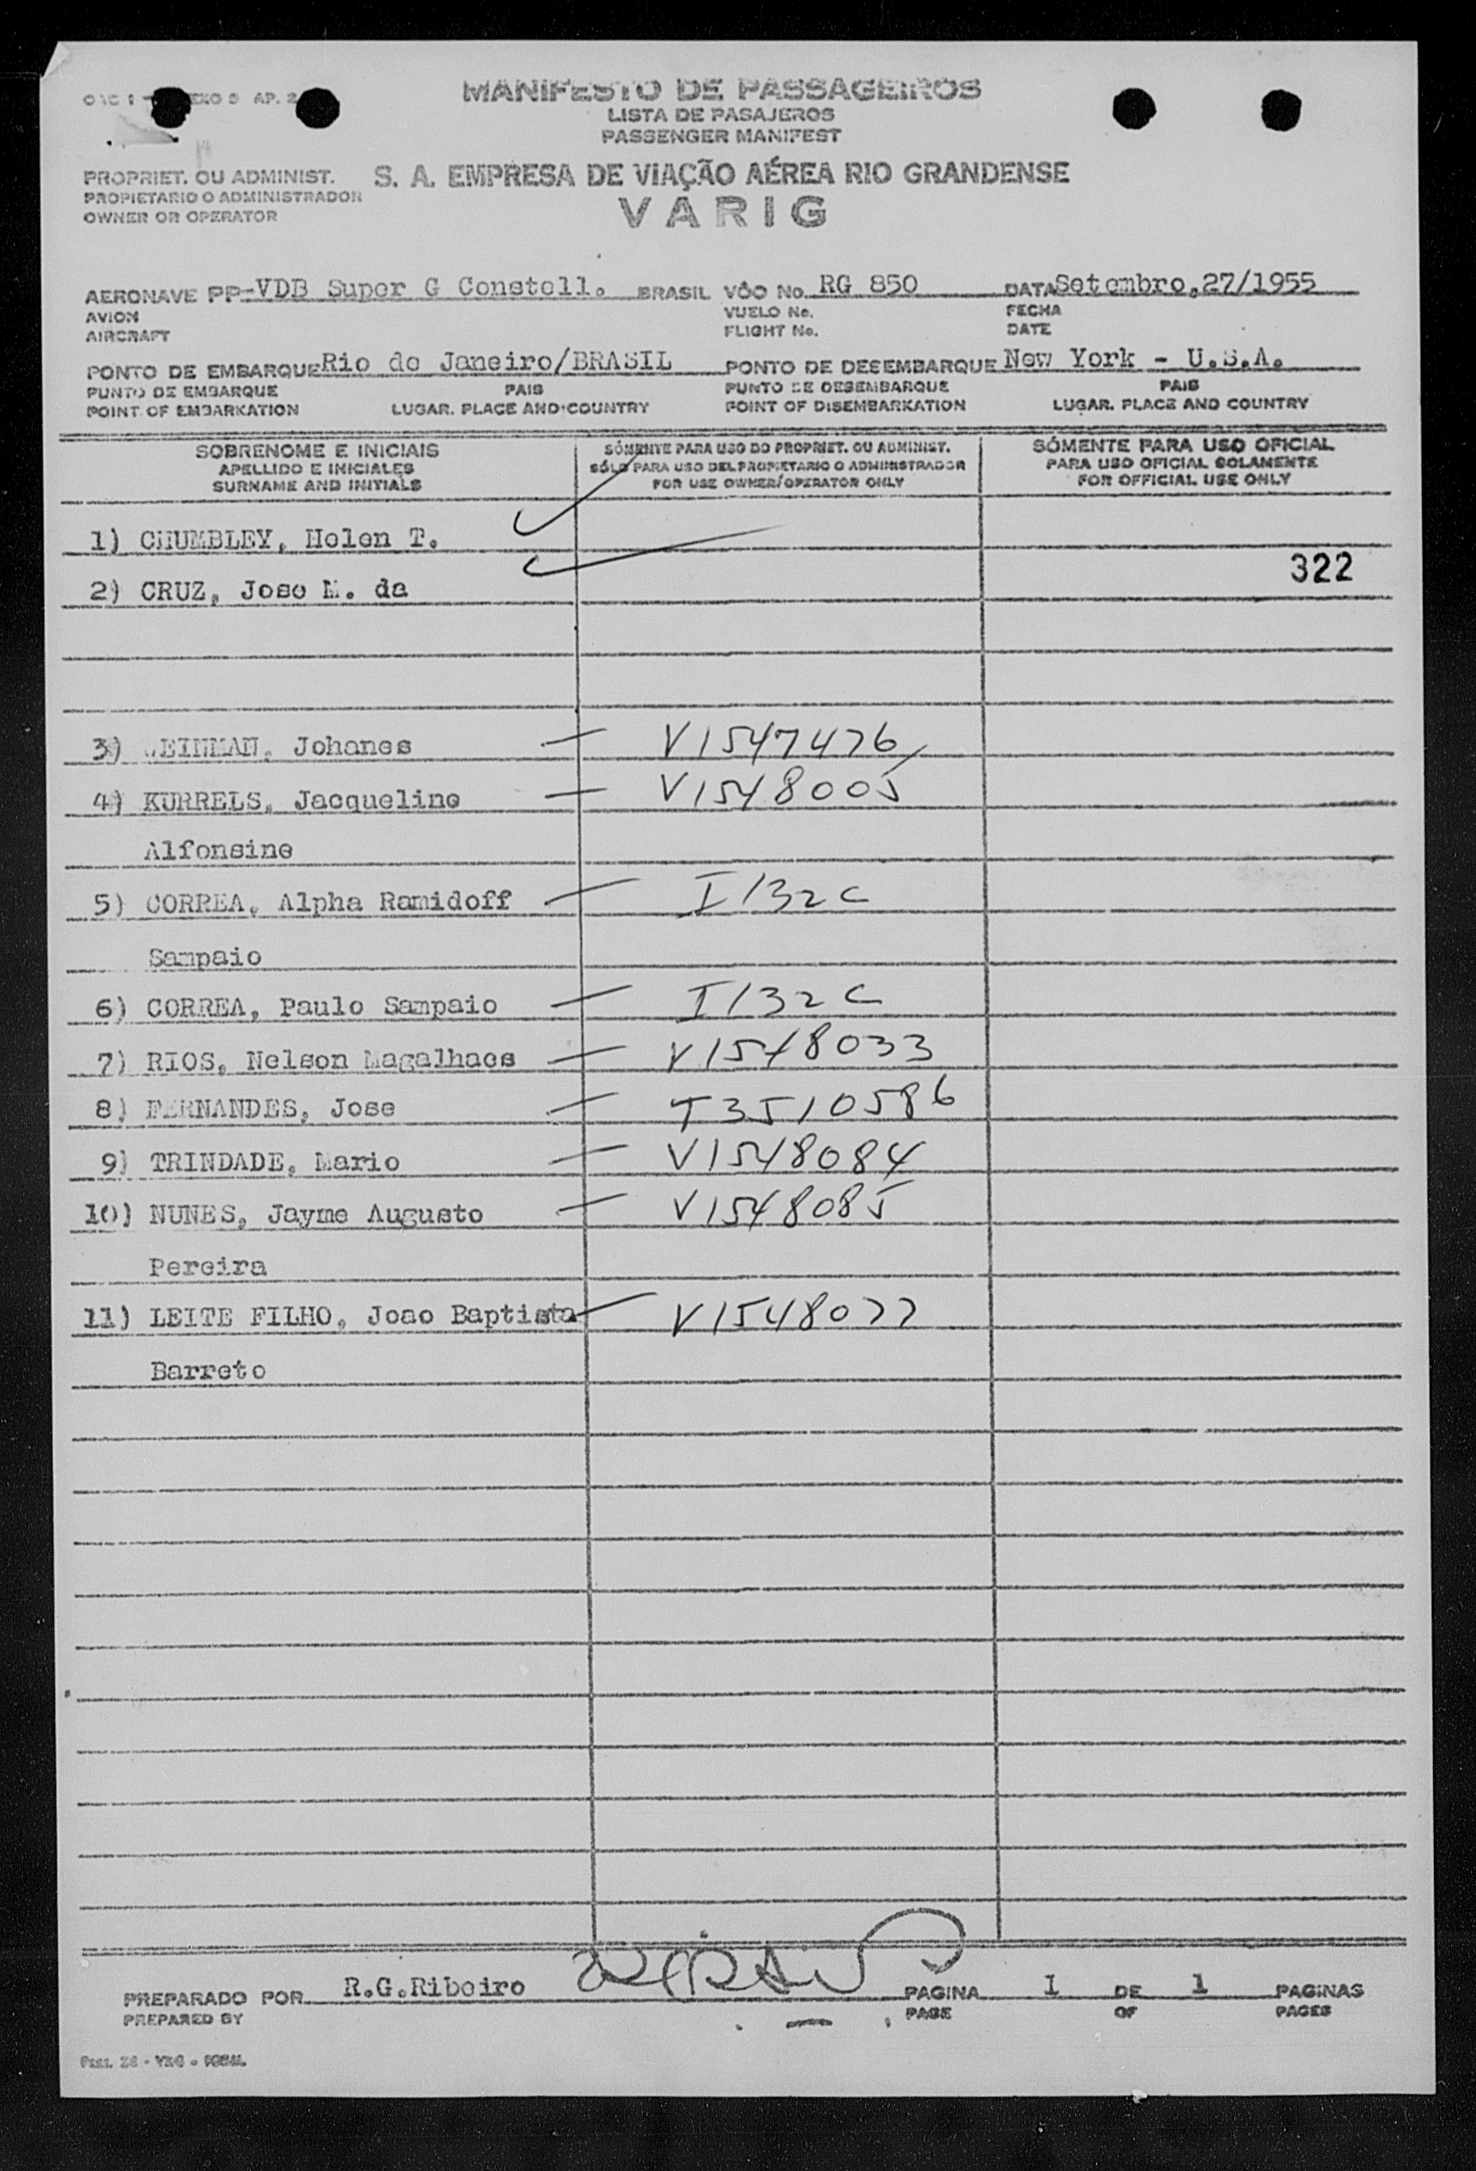 MANIFESTO DE PASSAGEIROS
LISTA DE PASAJEROS
PASSENGER MANIFEST
PROPRIET. OU ADMINIST. S. A. EMPRESA DE VIAÇÃO AÉREA RIO GRANDENSE
PROPIETARIO O ADMINISTRADOR
OWNER OR OPERATOR
VARIG
AERONAVE PP-VDB Super G Constell. BRASIL VÔO No. RG 850 DATA Setembro,27/1955
AVION VUELO No. FECHA
AIRCRAFT FLIGHT No. DATE
PONTO DE EMBARQUE Rio de Janeiro/BRASIL PONTO DE DESEMBARQUE New York - U.S.A.
PUNTO DE EMBARQUE PAIS PUNTO DE DESEMBARQUE PAIS
POINT OF EMBARKATION LUGAR. PLACE AND COUNTRY POINT OF DISEMBARKATION LUGAR. PLACE AND COUNTRY
SOBRENOME E INICIAIS SÓMENTE PARA USO DO PROPRIET. OU ADMINIST. SÓMENTE PARA USO OFICIAL
APELLIDO E INICIALES SÓLO PARA USO DEL PROPIETARIO O ADMINISTRADOR PARA USO OFICIAL SOLAMENTE
SURNAME AND INITIALS FOR USE OWNER/OPERATOR ONLY FOR OFFICIAL USE ONLY
1) CHUMBLEY, Helen T.
322
2) CRUZ, Jose M. da
3) Johanes V1547476
4) KURRELS, Jacqueline V1548005
Alfonsine
5) CORREA, Alpha Ramidoff I132C
Sampaio
6) CORREA, Paulo Sampaio I132C
7) RIOS, Nelson Magalhaes V1548033
8) FERNANDES, Jose T3510586
9) TRINDADE, Mario V1548084
10) NUNES, Jayme Augusto V1548085
Pereira
11) LEITE FILHO, Joao Baptista V1548077
Barreto
PREPARADO POR R.G.Ribeiro PAGINA 1 DE 1 PAGINAS
PREPARED BY PAGE OF PAGES